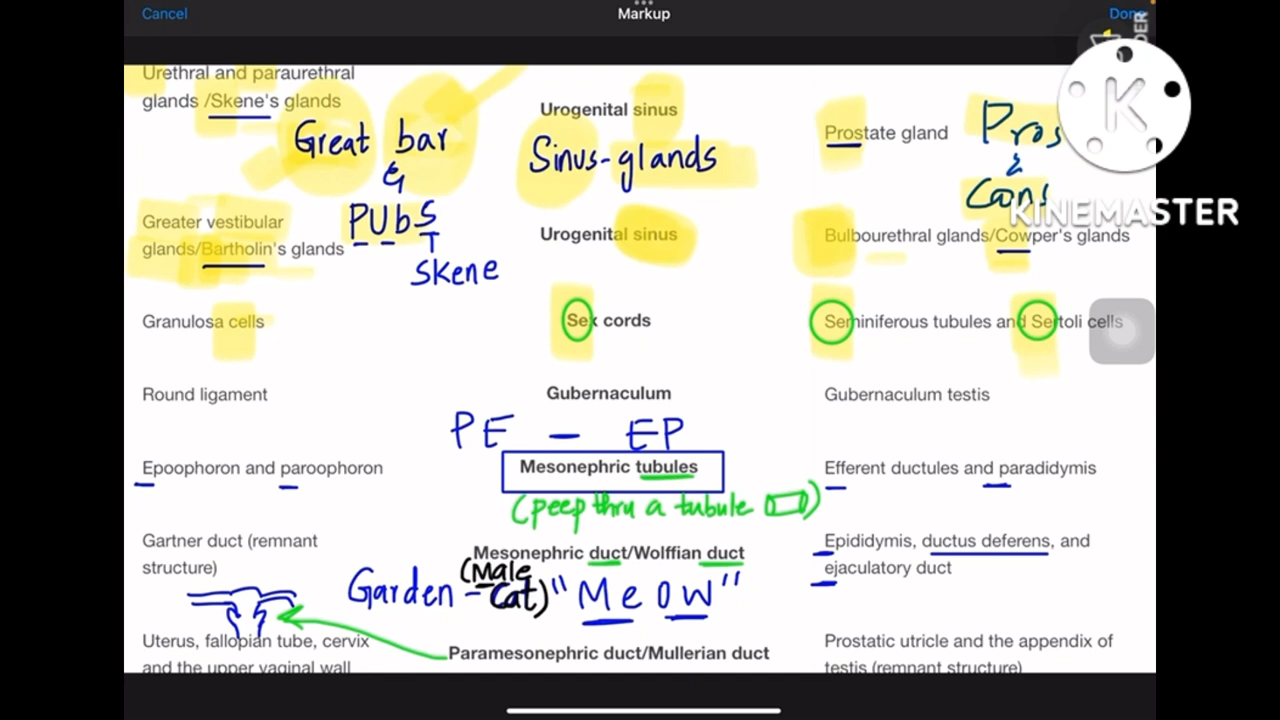 Cancel
Markup
Done
DER
Urethral and paraurethral
glands /Skene's glands
Urogenital sinus
Prostate gland
Pros
&
Cons
K
KINEMASTER
Great bar
&
PUbS
Skene
Sinus-glands
Greater vestibular
glands/Bartholin's glands
Urogenital sinus
Bulbourethral glands/Cowper's glands
Granulosa cells
Sex cords
Seminiferous tubules and Sertoli cells
Round ligament
Gubernaculum
Gubernaculum testis
PE - EP
Epoophoron and paroophoron
Mesonephric tubules
Efferent ductules and paradidymis
(peep thru a tubule )
Gartner duct (remnant
structure)
Mesonephric duct/Wolffian duct
Epididymis, ductus deferens, and
ejaculatory duct
Garden - (Male
Cat) "MeOW"
Uterus, fallopian tube, cervix
and the upper vaginal wall
Paramesonephric duct/Mullerian duct
Prostatic utricle and the appendix of
testis (remnant structure)